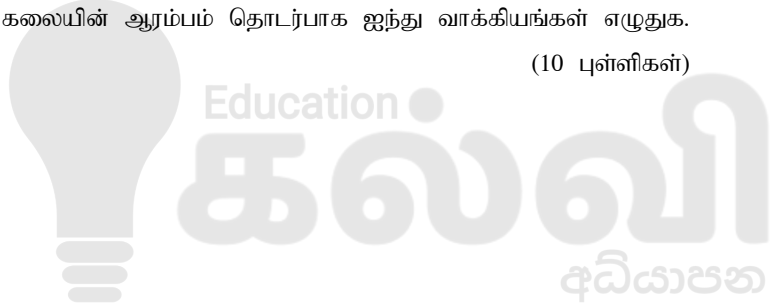 கலையின் ஆரம்பம் தொடர்பாக ஐந்து வாக்கியங்கள் எழுதுக.
(10 புள்ளிகள்)
Education
கல்வி
අධ්‍යාපන